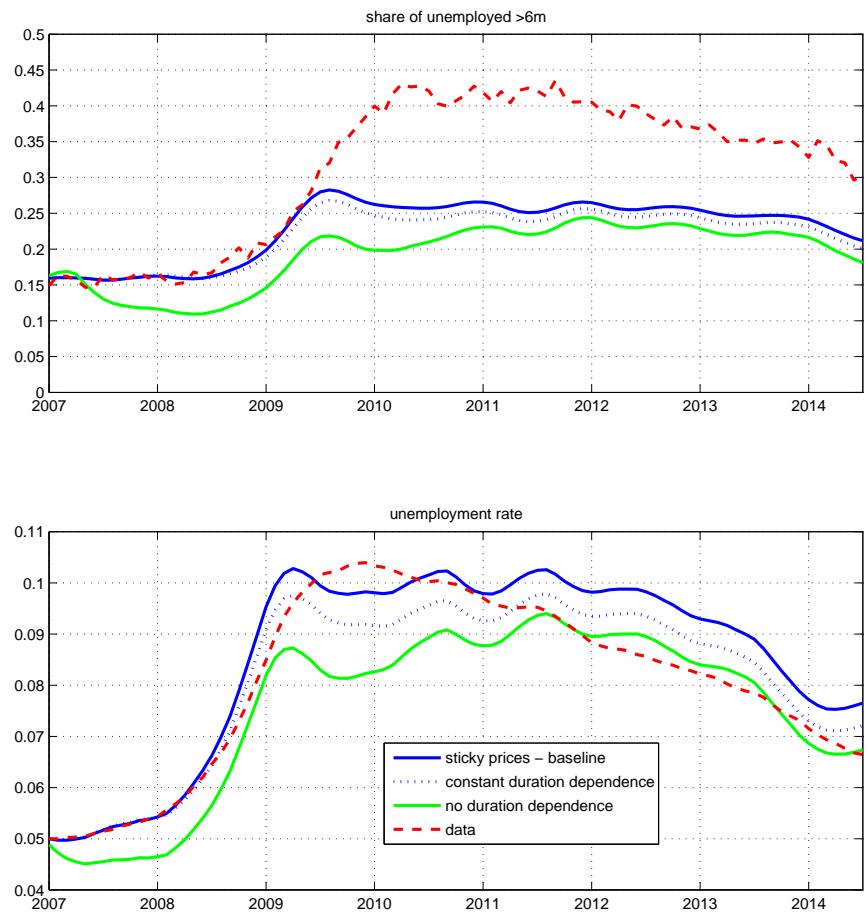 share of unemployed >6m
0.5
0.45
0.4
0.35
0.3
0.25
0.2
0.15
0.1
0.05
0
2007 2008 2009 2010 2011 2012 2013 2014
unemployment rate
0.11
0.1
0.09
0.08
0.07
0.06
0.05
0.04
sticky prices − baseline
constant duration dependence
no duration dependence
data
2007 2008 2009 2010 2011 2012 2013 2014